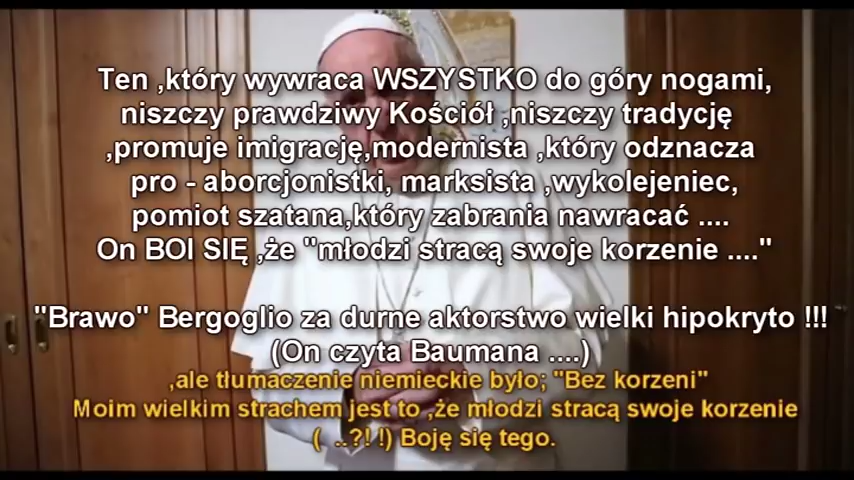 Ten ,który wywraca WSZYSTKO do góry nogami,
niszczy prawdziwy Kościół ,niszczy tradycję
,promuje imigrację,modernista ,który odznacza
pro - aborcjonistki, marksista ,wykolejeniec,
pomiot szatana,który zabrania nawracać ....
On BOI SIĘ ,że "młodzi stracą swoje korzenie ...."
"Brawo" Bergoglio za durne aktorstwo wielki hipokryto !!!
(On czyta Baumana ....)
,ale tłumaczenie niemieckie było; "Bez korzeni"
Moim wielkim strachem jest to ,że młodzi stracą swoje korzenie
( ..?! !) Boję się tego.